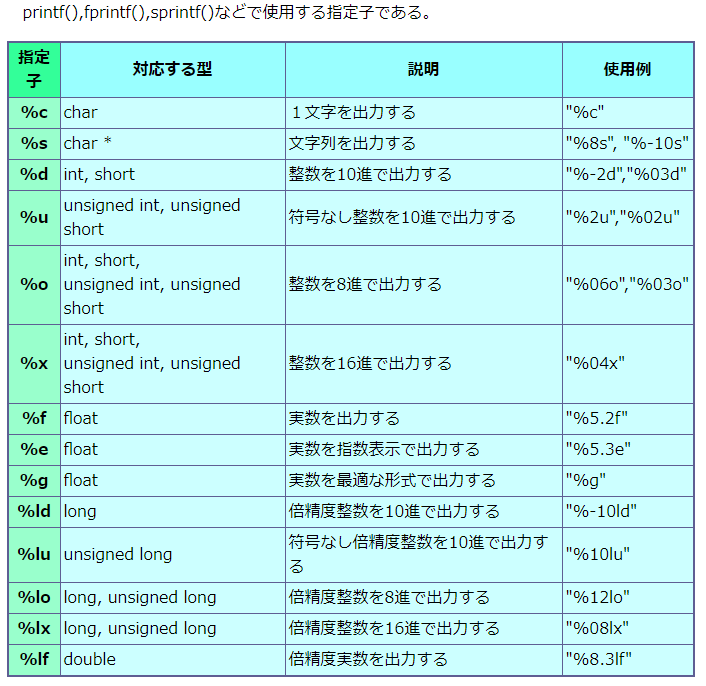 printf(),fprintf(),sprintf()などで使用する指定子である。
指定子 対応する型 説明 使用例
%c char １文字を出力する "%c"
%s char * 文字列を出力する "%8s", "%-10s"
%d int, short 整数を10進で出力する "%-2d","%03d"
%u unsigned int, unsigned short 符号なし整数を10進で出力する "%2u","%02u"
%o int, short, unsigned int, unsigned short 整数を8進で出力する "%06o","%03o"
%x int, short, unsigned int, unsigned short 整数を16進で出力する "%04x"
%f float 実数を出力する "%5.2f"
%e float 実数を指数表示で出力する "%5.3e"
%g float 実数を最適な形式で出力する "%g"
%ld long 倍精度整数を10進で出力する "%-10ld"
%lu unsigned long 符号なし倍精度整数を10進で出力する "%10lu"
%lo long, unsigned long 倍精度整数を8進で出力する "%12lo"
%lx long, unsigned long 倍精度整数を16進で出力する "%08lx"
%lf double 倍精度実数を出力する "%8.3lf"